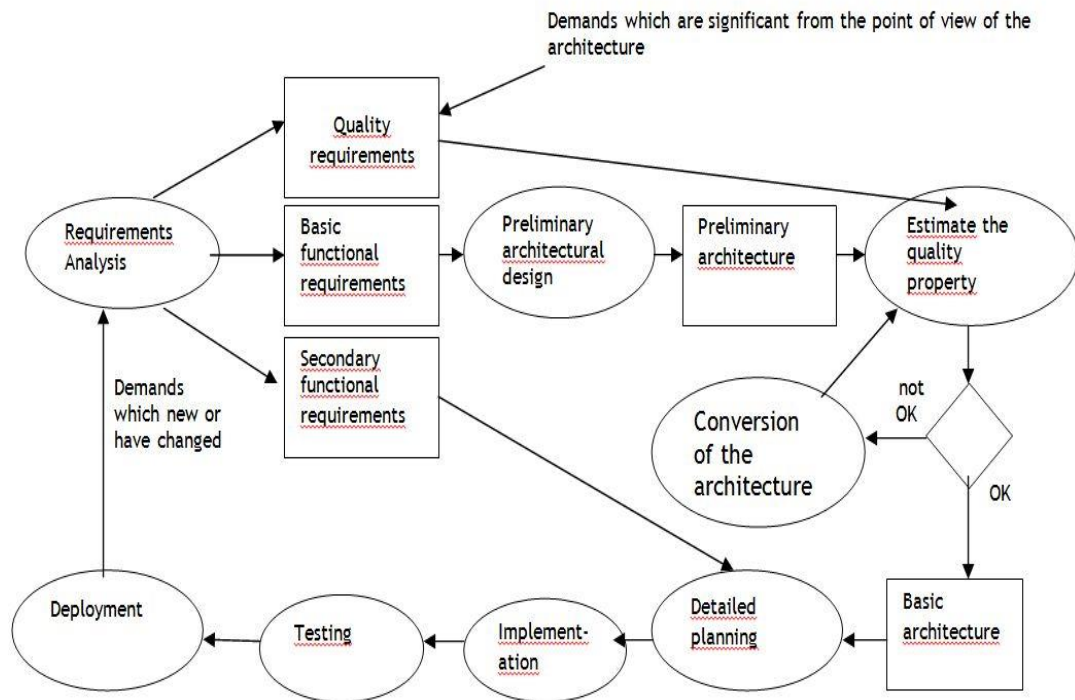 Demands which are significant from the point of view of the
architecture
Quality
requirements
Requirements
Analysis
Basic
functional
requirements
Preliminary
architectural
design
Preliminary
architecture
Estimate the
quality
property
Secondary
functional
requirements
Demands
which new or
have changed
not
OK
Conversion
of the
architecture
OK
Deployment
Testing
Implement-
ation
Detailed
planning
Basic
architecture